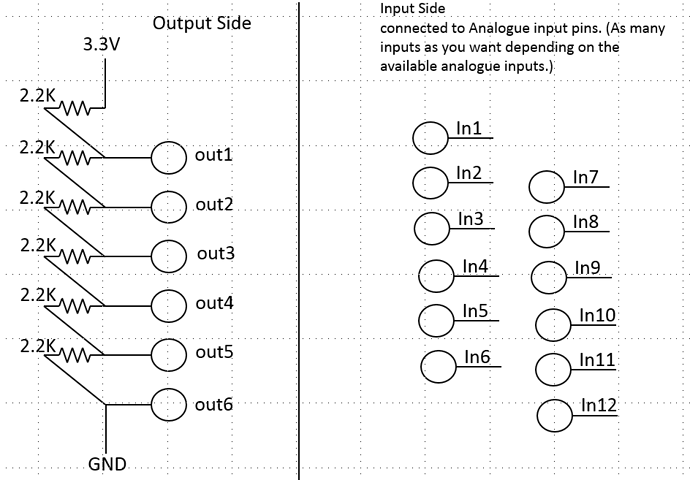 Output Side
3.3V
2.2K
2.2K
out1
2.2K
out2
2.2K
out3
2.2K
out4
2.2K
out5
out6
GND
Input Side
connected to Analogue input pins. (As many
inputs as you want depending on the
available analogue inputs.)
In1
In2
In3
In4
In5
In6
In7
In8
In9
In10
In11
In12